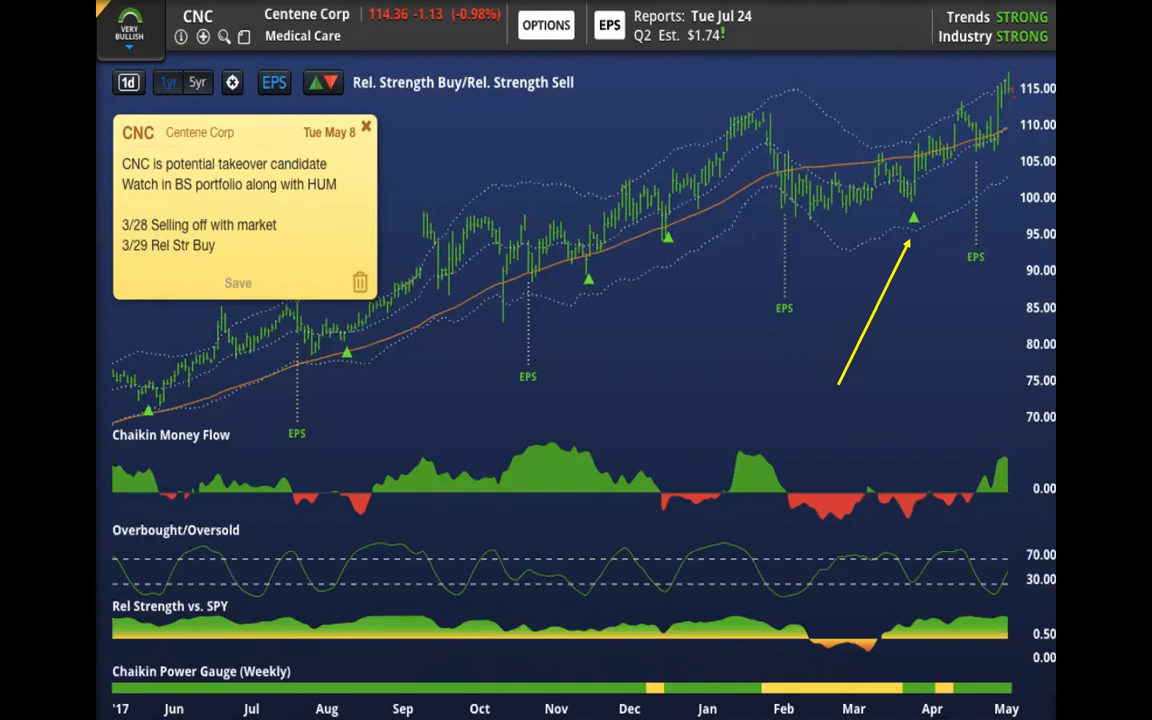 VERY
BULLISH
CNC
Centene Corp
114.36 -1.13 (-0.98%)
Medical Care
OPTIONS
EPS
Reports: Tue Jul 24
Q2 Est. $1.74!
Trends STRONG
Industry STRONG
1d
1yr 5yr
EPS
Rel. Strength Buy/Rel. Strength Sell
CNC Centene Corp Tue May 8
CNC is potential takeover candidate
Watch in BS portfolio along with HUM
3/28 Selling off with market
3/29 Rel Str Buy
Save
115.00
110.00
105.00
100.00
95.00
90.00
85.00
80.00
75.00
70.00
EPS
EPS
EPS
EPS
Chaikin Money Flow
0.00
Overbought/Oversold
70.00
30.00
Rel Strength vs. SPY
0.50
0.00
Chaikin Power Gauge (Weekly)
'17 Jun Jul Aug Sep Oct Nov Dec Jan Feb Mar Apr May